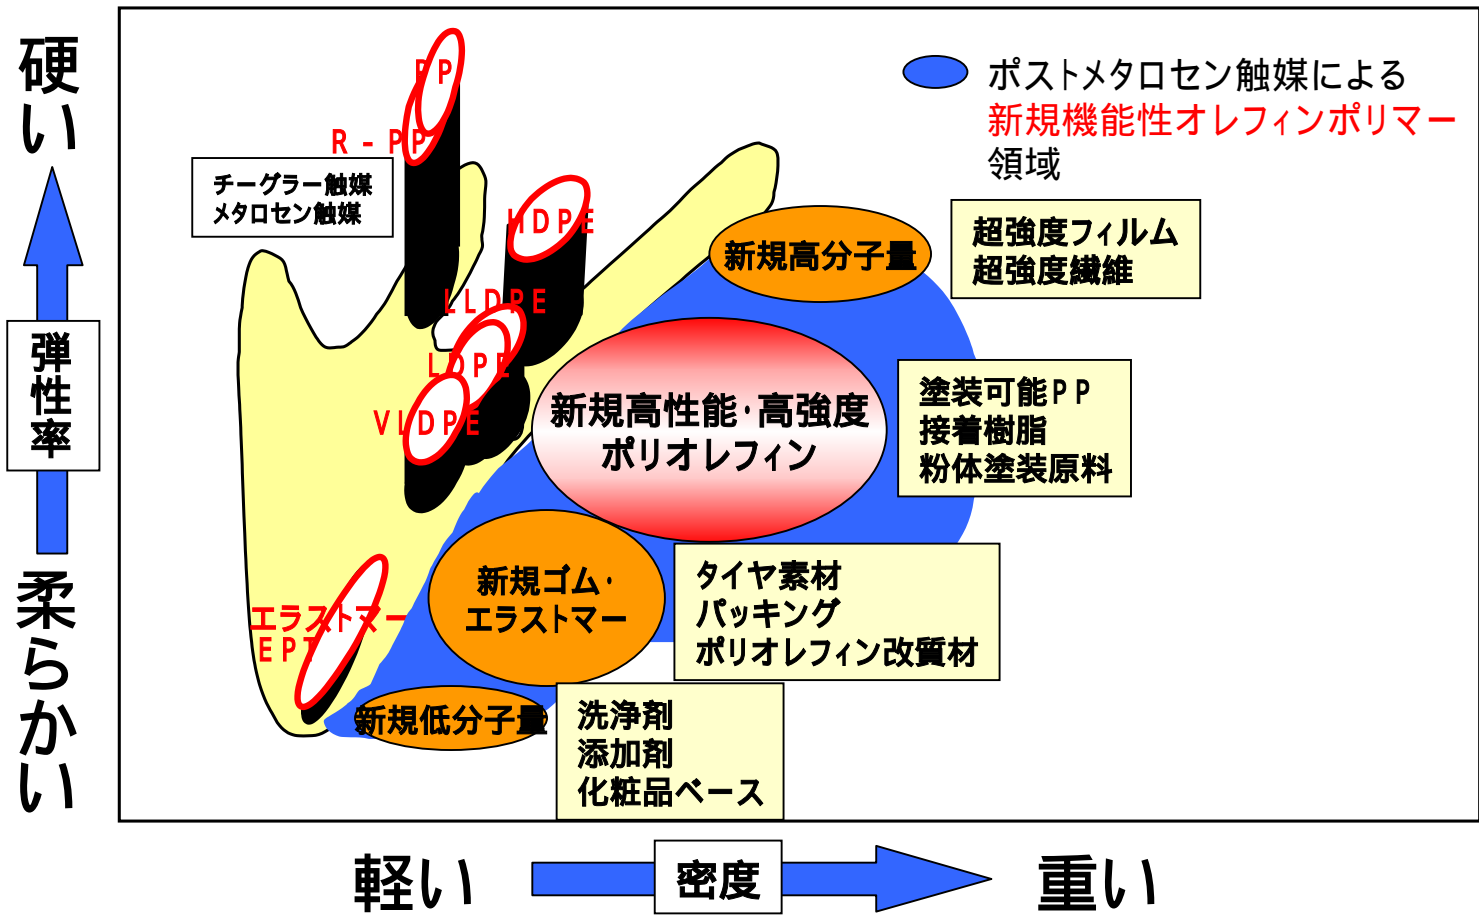 硬い
弾性率
柔らかい
ポストメタロセン触媒による
新規機能性オレフィンポリマー
領域
PP
R-PP
チーグラー触媒
メタロセン触媒
HDPE
LLDPE
LDPE
VLDPE
エラストマー
EPT
新規高分子量
超強度フィルム
超強度繊維
新規高性能・高強度
ポリオレフィン
塗装可能PP
接着樹脂
粉体塗装原料
新規ゴム・
エラストマー
タイヤ素材
パッキング
ポリオレフィン改質材
新規低分子量
洗浄剤
添加剤
化粧品ベース
軽い
密度
重い